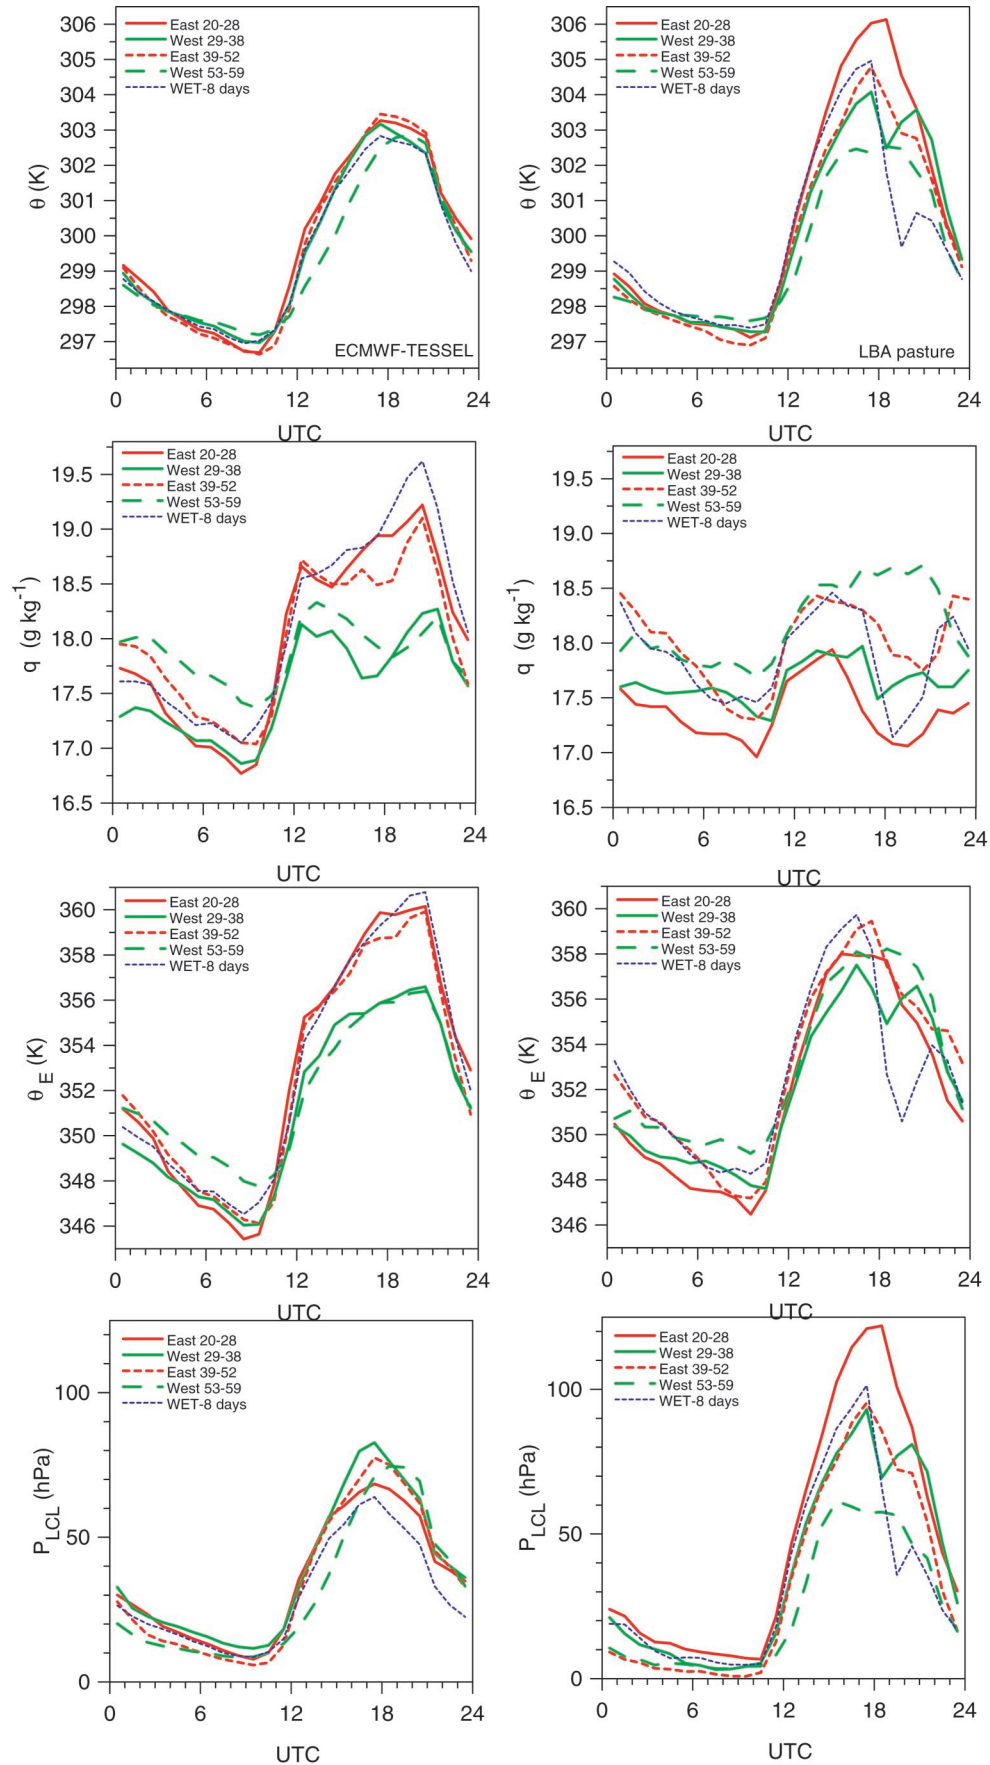 306
305
304
303
302
301
300
299
298
297
θ (K)
East 20-28
West 29-38
East 39-52
West 53-59
WET-8 days
ECMWF-TESSEL
0 6 12 18 24
UTC
306
305
304
303
302
301
300
299
298
297
θ (K)
East 20-28
West 29-38
East 39-52
West 53-59
WET-8 days
LBA pasture
0 6 12 18 24
UTC
19.5
19.0
18.5
18.0
17.5
17.0
16.5
q (g kg-1)
East 20-28
West 29-38
East 39-52
West 53-59
WET-8 days
0 6 12 18 24
UTC
19.5
19.0
18.5
18.0
17.5
17.0
16.5
q (g kg-1)
East 20-28
West 29-38
East 39-52
West 53-59
WET-8 days
0 6 12 18 24
UTC
360
358
356
354
352
350
348
346
θE (K)
East 20-28
West 29-38
East 39-52
West 53-59
WET-8 days
0 6 12 18 24
UTC
360
358
356
354
352
350
348
346
θE (K)
East 20-28
West 29-38
East 39-52
West 53-59
WET-8 days
0 6 12 18 24
UTC
100
50
0
PLCL (hPa)
East 20-28
West 29-38
East 39-52
West 53-59
WET-8 days
0 6 12 18 24
UTC
100
50
0
PLCL (hPa)
East 20-28
West 29-38
East 39-52
West 53-59
WET-8 days
0 6 12 18 24
UTC